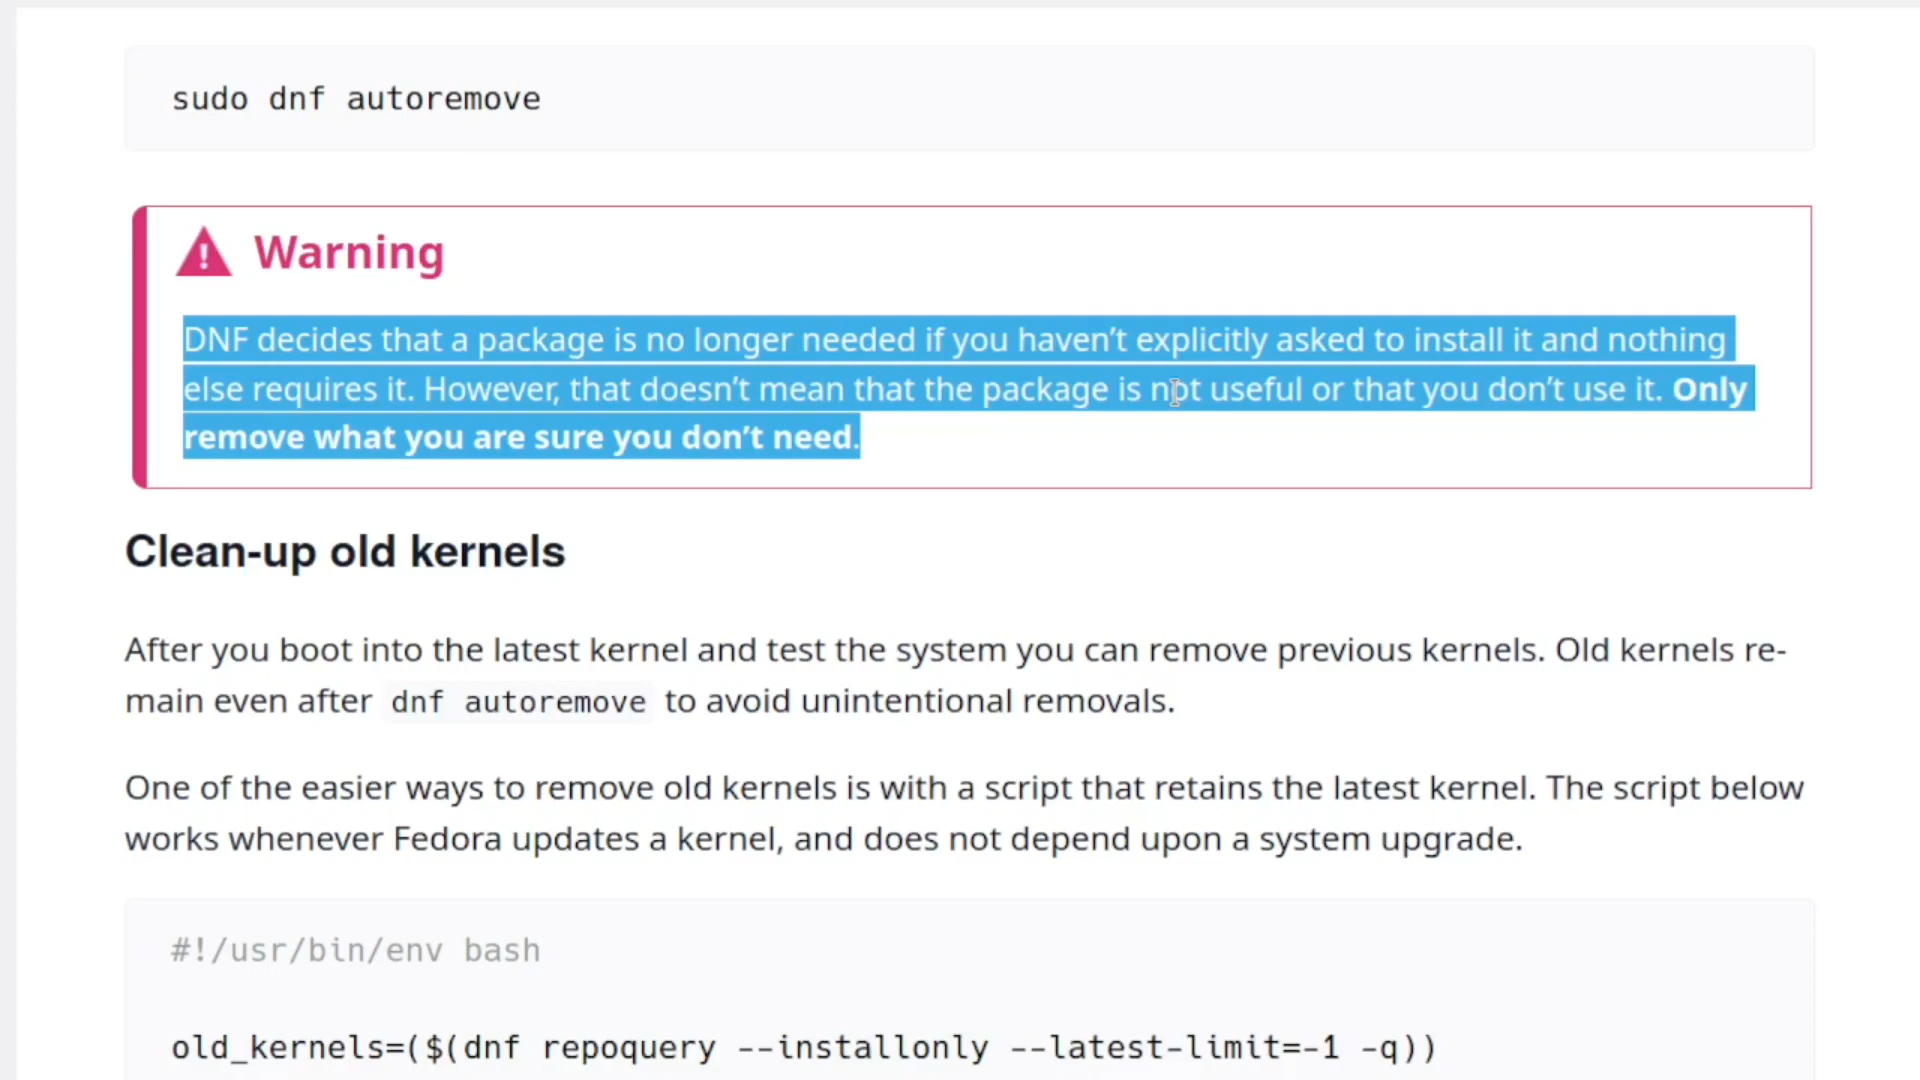 sudo dnf autoremove
Warning
DNF decides that a package is no longer needed if you haven’t explicitly asked to install it and nothing
else requires it. However, that doesn’t mean that the package is not useful or that you don’t use it. Only
remove what you are sure you don’t need.
Clean-up old kernels
After you boot into the latest kernel and test the system you can remove previous kernels. Old kernels re-
main even after dnf autoremove to avoid unintentional removals.
One of the easier ways to remove old kernels is with a script that retains the latest kernel. The script below
works whenever Fedora updates a kernel, and does not depend upon a system upgrade.
#!/usr/bin/env bash
old_kernels=($(dnf repoquery --installonly --latest-limit=-1 -q))